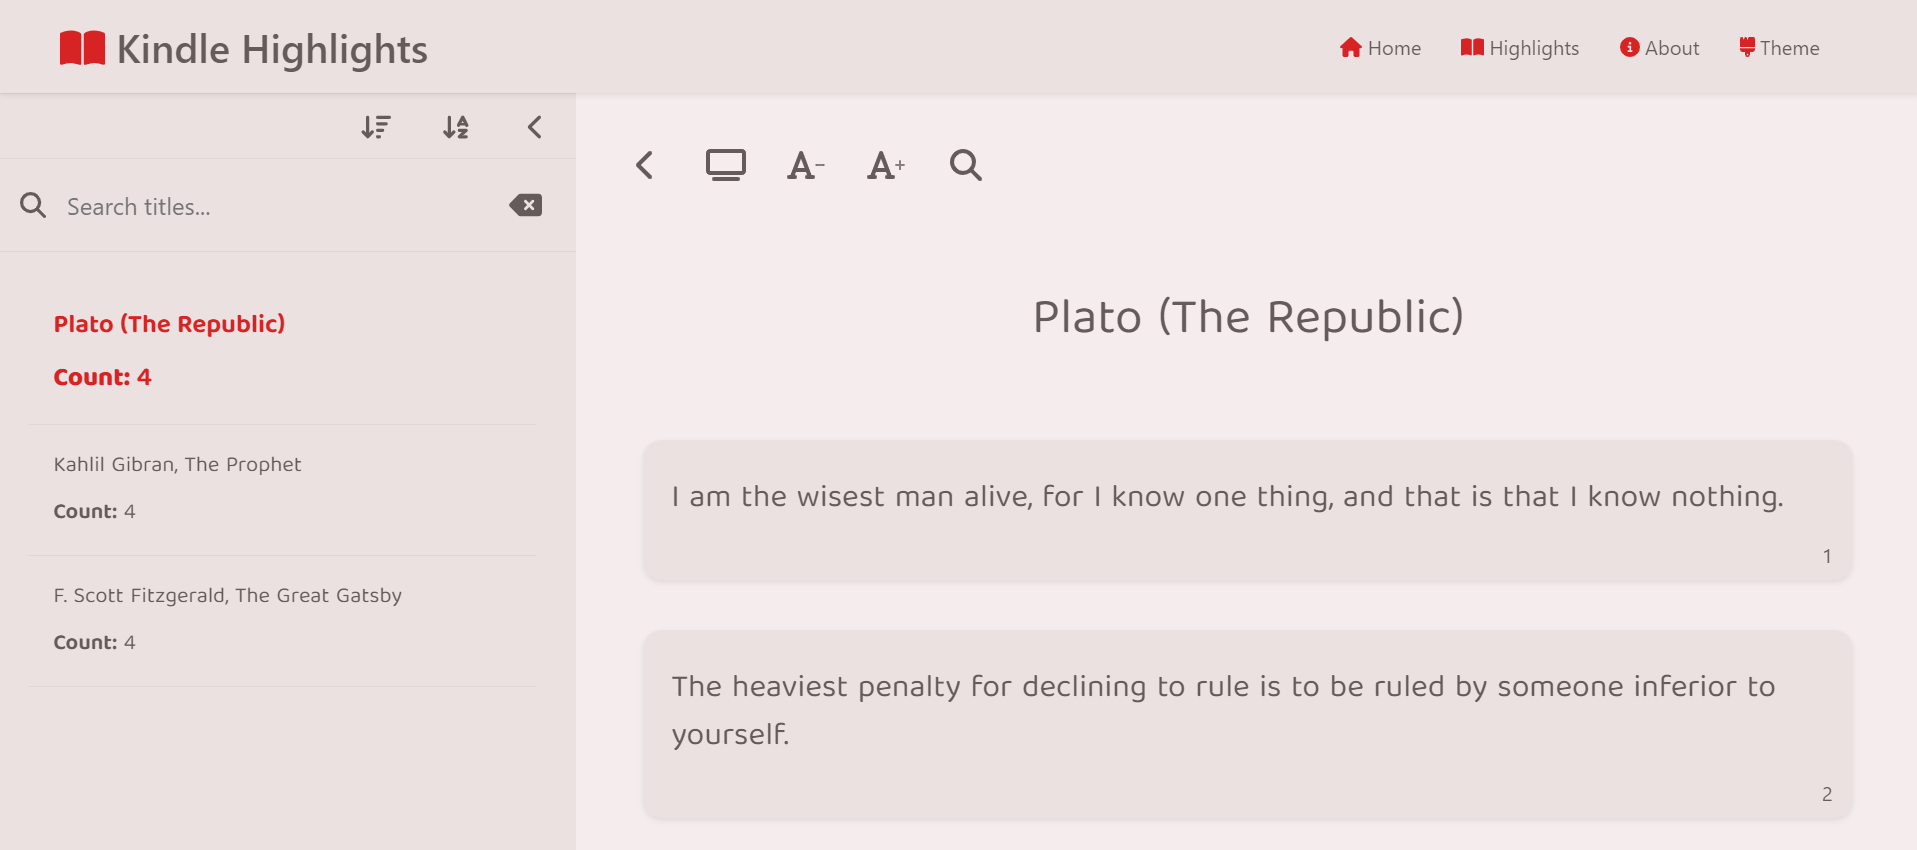 Kindle Highlights
Home
Highlights
About
Theme
Search titles...
Plato (The Republic)
Count: 4
Kahlil Gibran, The Prophet
Count: 4
F. Scott Fitzgerald, The Great Gatsby
Count: 4
A-
A+
Plato (The Republic)
I am the wisest man alive, for I know one thing, and that is that I know nothing.
1
The heaviest penalty for declining to rule is to be ruled by someone inferior to
yourself.
2